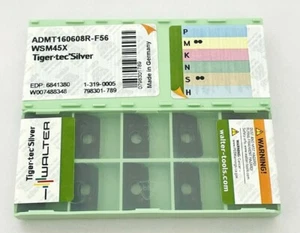 ADMT160608R-F56
WSM45X
Tiger·tec®Silver
EDP: 6841380
1-319-0005
W007488348
798301-789
Made in Germany
P
M
K
N
S
H
Tiger·tec®Silver
WALTER
walter-tools.com
WARNING!